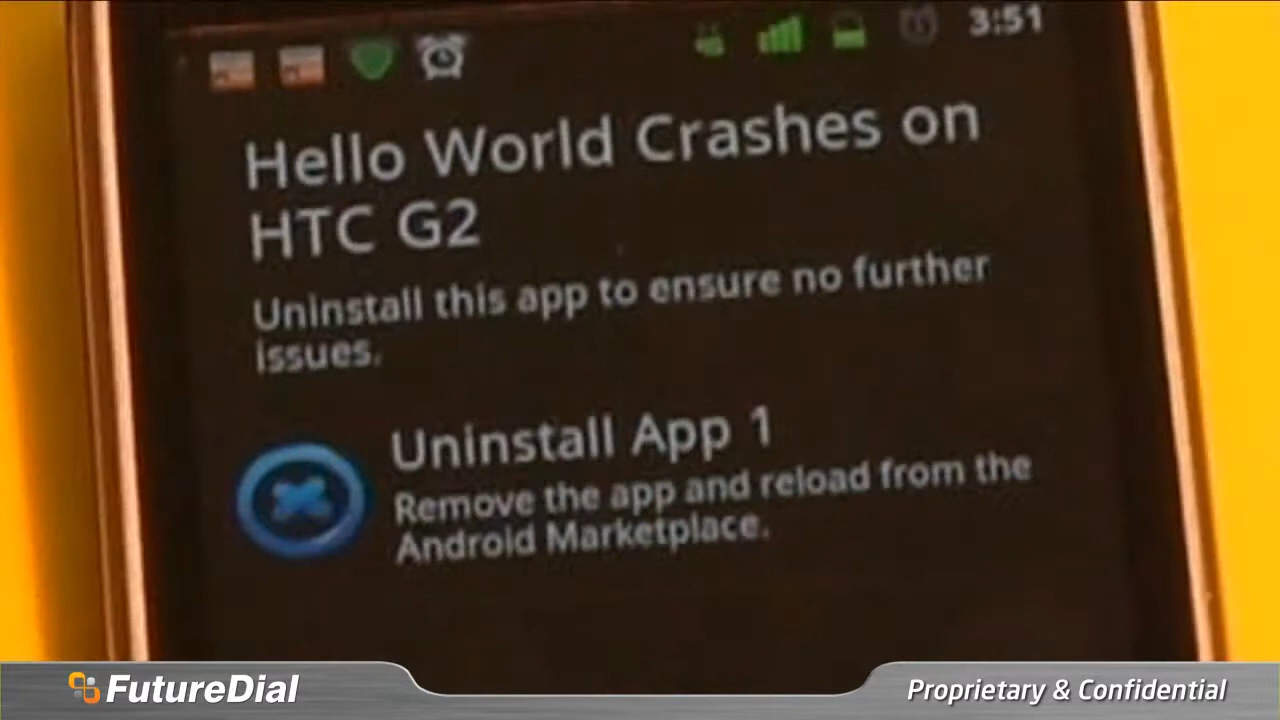 3:51
Hello World Crashes on
HTC G2
Uninstall this app to ensure no further
issues.
Uninstall App 1
Remove the app and reload from the
Android Marketplace.
FutureDial
Proprietary & Confidential